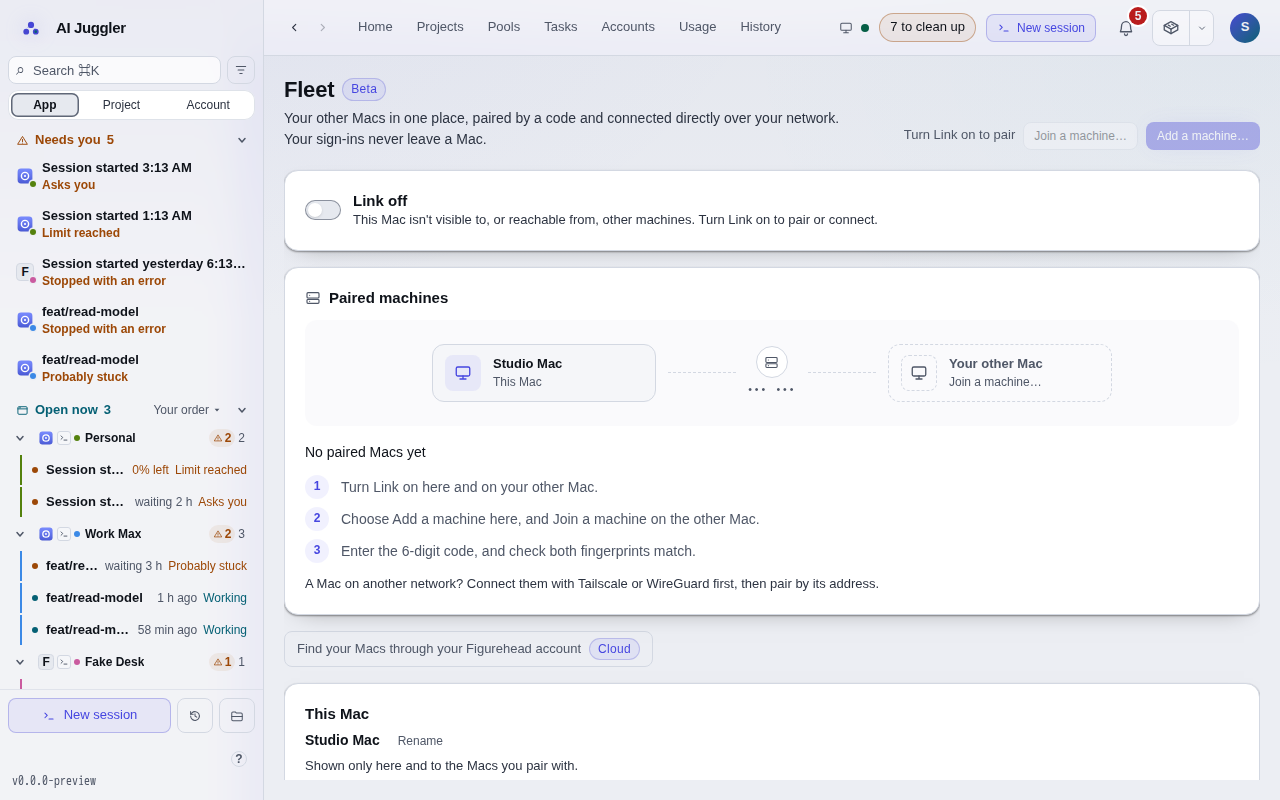 AI Juggler
Search ⌘K
App Project Account
Needs you 5
Session started 3:13 AM
Asks you
Session started 1:13 AM
Limit reached
F
Session started yesterday 6:13…
Stopped with an error
feat/read-model
Stopped with an error
feat/read-model
Probably stuck
Open now 3 Your order
Personal 2 2
Session st… 0% left Limit reached
Session st… waiting 2 h Asks you
Work Max 2 3
feat/re… waiting 3 h Probably stuck
feat/read-model 1 h ago Working
feat/read-m… 58 min ago Working
F Fake Desk 1 1
New session
?
v0.0.0-preview
Home Projects Pools Tasks Accounts Usage History
7 to clean up
New session
5
S
Fleet Beta
Your other Macs in one place, paired by a code and connected directly over your network.
Your sign-ins never leave a Mac.
Turn Link on to pair Join a machine… Add a machine…
Link off
This Mac isn't visible to, or reachable from, other machines. Turn Link on to pair or connect.
Paired machines
Studio Mac
This Mac
••• •••
Your other Mac
Join a machine…
No paired Macs yet
1 Turn Link on here and on your other Mac.
2 Choose Add a machine here, and Join a machine on the other Mac.
3 Enter the 6-digit code, and check both fingerprints match.
A Mac on another network? Connect them with Tailscale or WireGuard first, then pair by its address.
Find your Macs through your Figurehead account Cloud
This Mac
Studio Mac Rename
Shown only here and to the Macs you pair with.